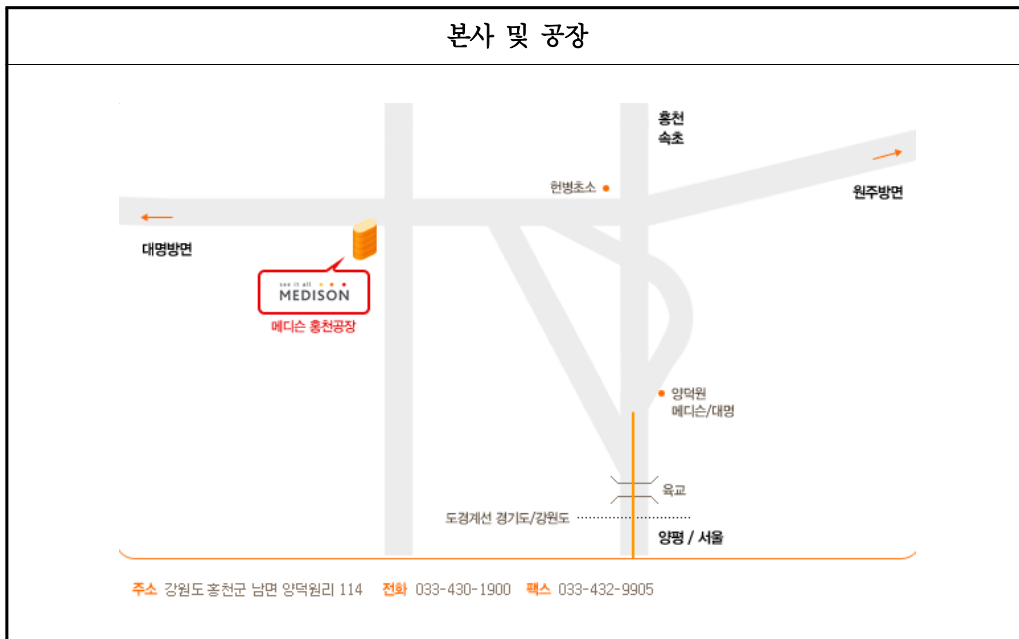 본사 및 공장
홍천
속초
헌병초소
원주방면
대명방면
see it all
MEDISON
메디슨 홍천공장
양덕원
메디슨/대명
육교
도경계선 경기도/강원도
양평 / 서울
주소 강원도 홍천군 남면 양덕원리 114 전화 033-430-1900 팩스 033-432-9905